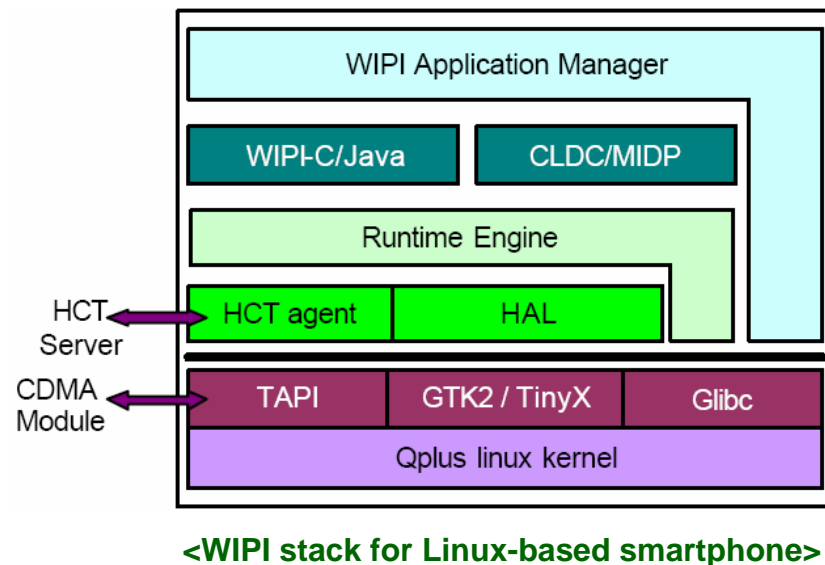 WIPI Application Manager
WIPI-C/Java
CLDC/MIDP
Runtime Engine
HCT
Server
HCT agent
HAL
CDMA
Module
TAPI
GTK2 / TinyX
Glibc
Qplus linux kernel
<WIPI stack for Linux-based smartphone>